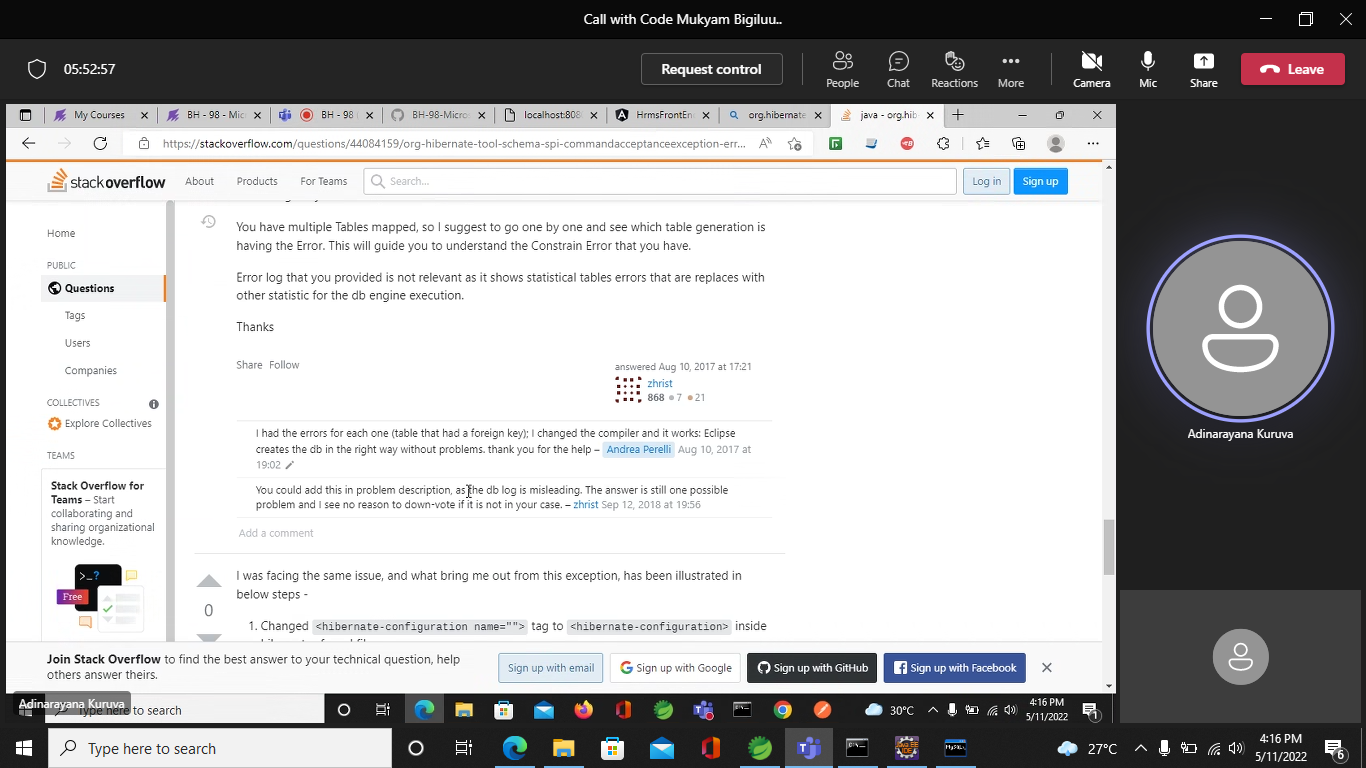 Call with Code Mukyam Bigiluu..
05:52:57
Request control
People
Chat
Reactions
More
Camera
Mic
Share
Leave
My Courses
BH - 98 - Mic
BH - 98
BH-98-Micro
localhost:808
HrmsFrontEn
org.hibernate
java - org.hib
https://stackoverflow.com/questions/44084159/org-hibernate-tool-schema-spi-commandacceptanceexception-err...
stackoverflow
About
Products
For Teams
Search...
Log in
Sign up
Home
PUBLIC
Questions
Tags
Users
Companies
COLLECTIVES
Explore Collectives
TEAMS
Stack Overflow for
Teams – Start
collaborating and
sharing organizational
knowledge.
Free
You have multiple Tables mapped, so I suggest to go one by one and see which table generation is
having the Error. This will guide you to understand the Constrain Error that you have.
Error log that you provided is not relevant as it shows statistical tables errors that are replaces with
other statistic for the db engine execution.
Thanks
Share Follow
answered Aug 10, 2017 at 17:21
zhrist
868 7 21
I had the errors for each one (table that had a foreign key); I changed the compiler and it works: Eclipse
creates the db in the right way without problems. thank you for the help – Andrea Perelli Aug 10, 2017 at
19:02
You could add this in problem description, as the db log is misleading. The answer is still one possible
problem and I see no reason to down-vote if it is not in your case. – zhrist Sep 12, 2018 at 19:56
Add a comment
0
I was facing the same issue, and what bring me out from this exception, has been illustrated in
below steps -
1. Changed <hibernate-configuration name=""> tag to <hibernate-configuration> inside
Join Stack Overflow to find the best answer to your technical question, help
others answer theirs.
Sign up with email
Sign up with Google
Sign up with GitHub
Sign up with Facebook
Adinarayana Kuruva
Adinarayana Kuruva
Type here to search
30°C
4:16 PM
5/11/2022
1
Type here to search
27°C
4:16 PM
5/11/2022
6